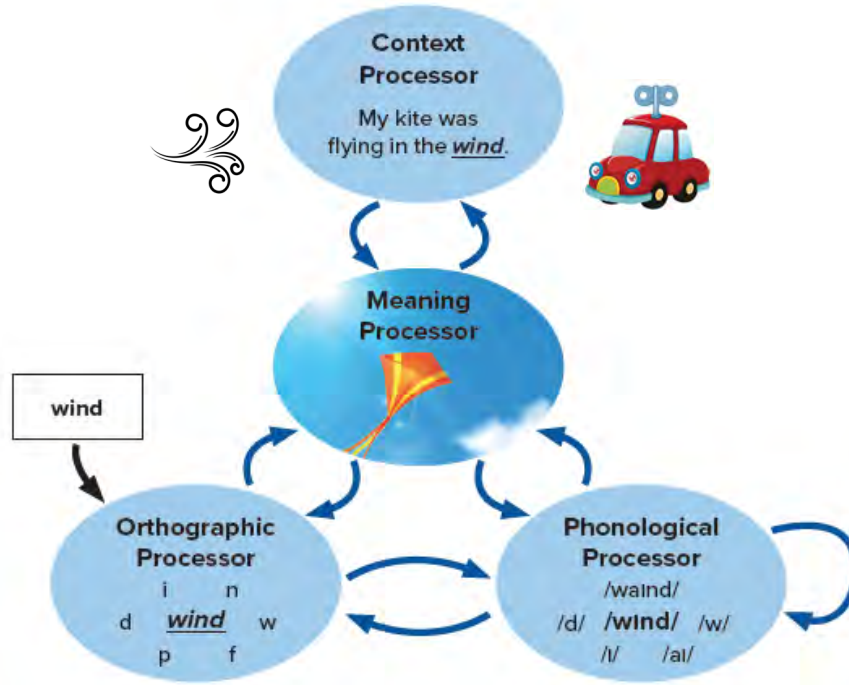 Context
Processor
My kite was
flying in the wind.
Meaning
Processor
wind
Orthographic
Processor
i n
d wind w
p f
Phonological
Processor
/waɪnd/
/d/ /wɪnd/ /w/
/ɪ/ /aɪ/